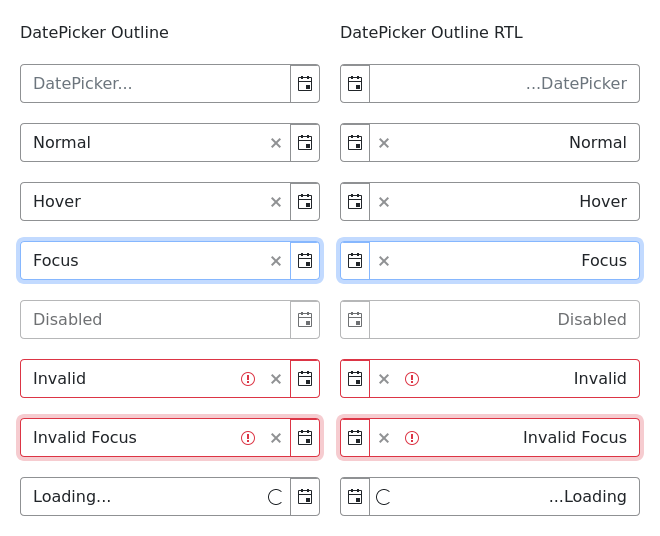 DatePicker Outline
DatePicker...
Normal
Hover
Focus
Disabled
Invalid
Invalid Focus
Loading...
DatePicker Outline RTL
...DatePicker
Normal
Hover
Focus
Disabled
Invalid
Invalid Focus
...Loading